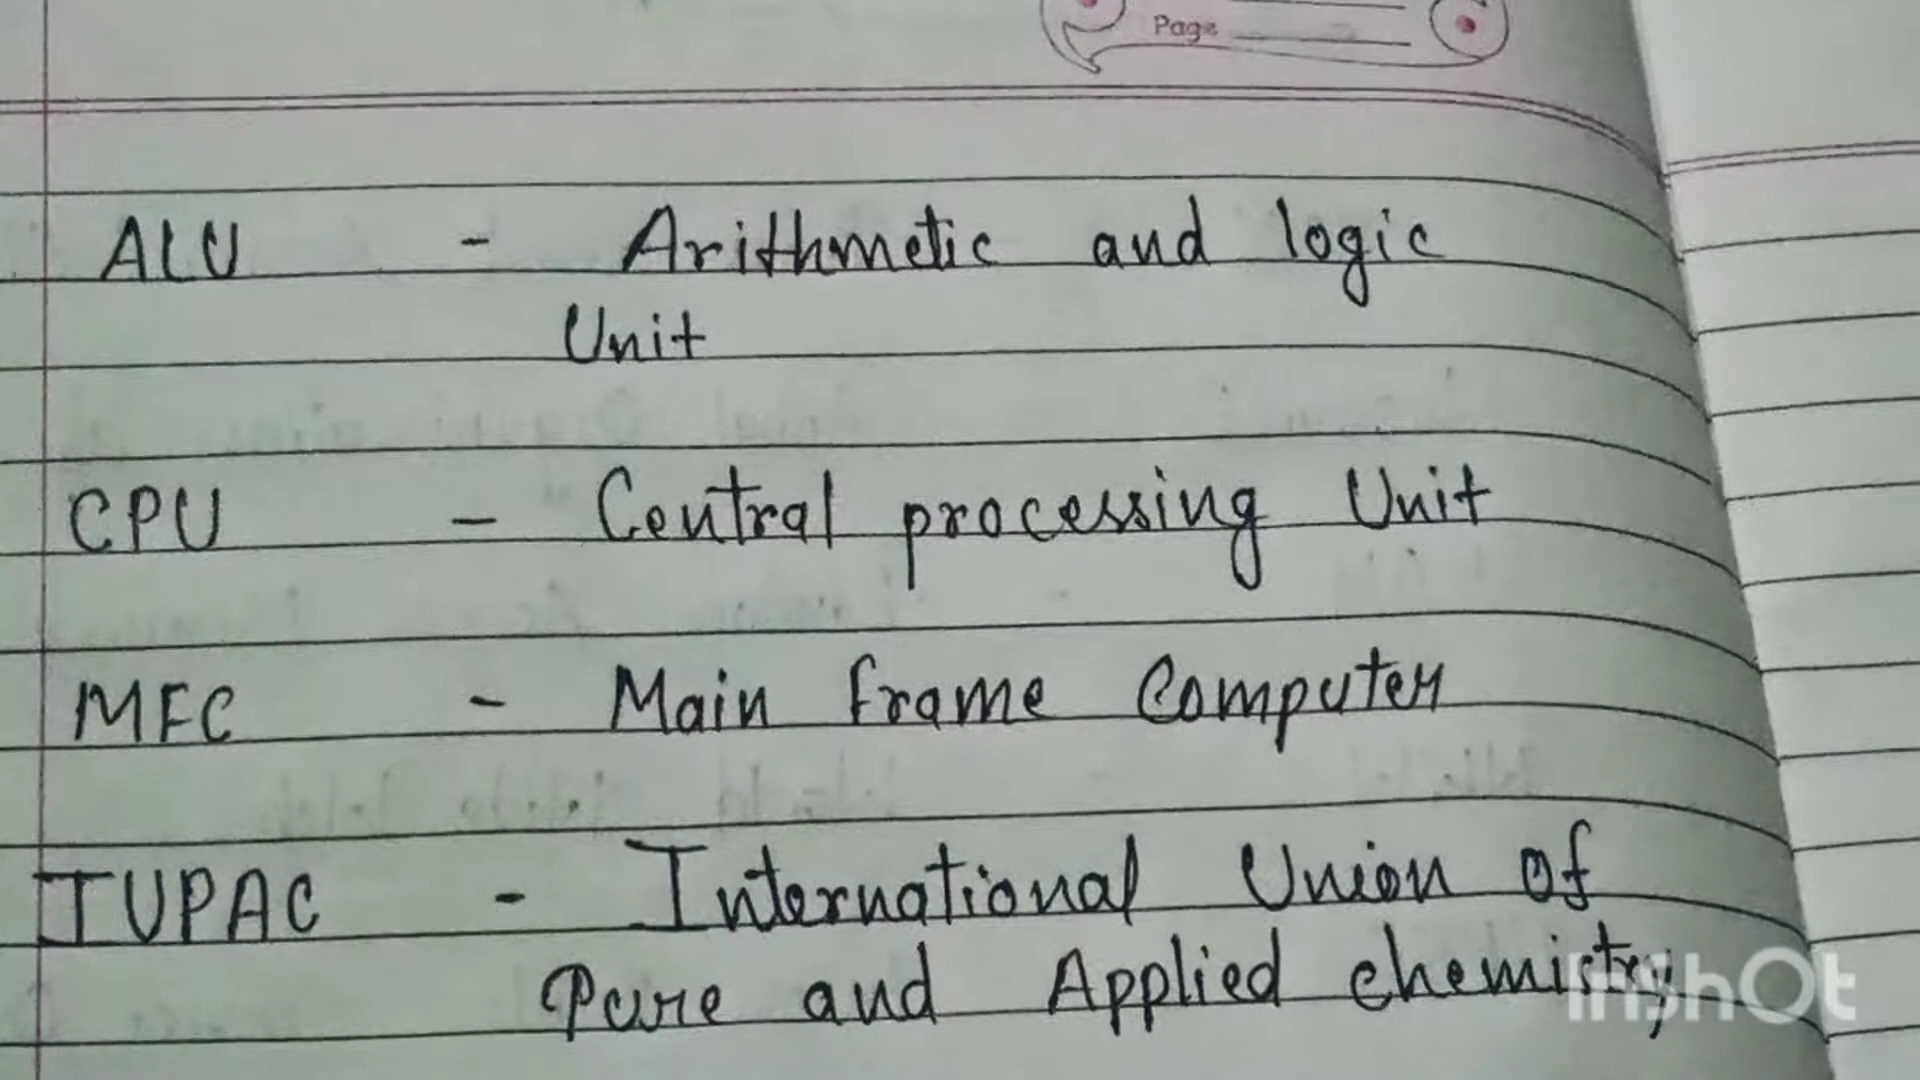 Page
ALU - Arithmetic and logic
Unit
CPU - Central processing Unit
MFC - Main frame Computer
IUPAC - International Union of
Pure and Applied chemistry
InShOt